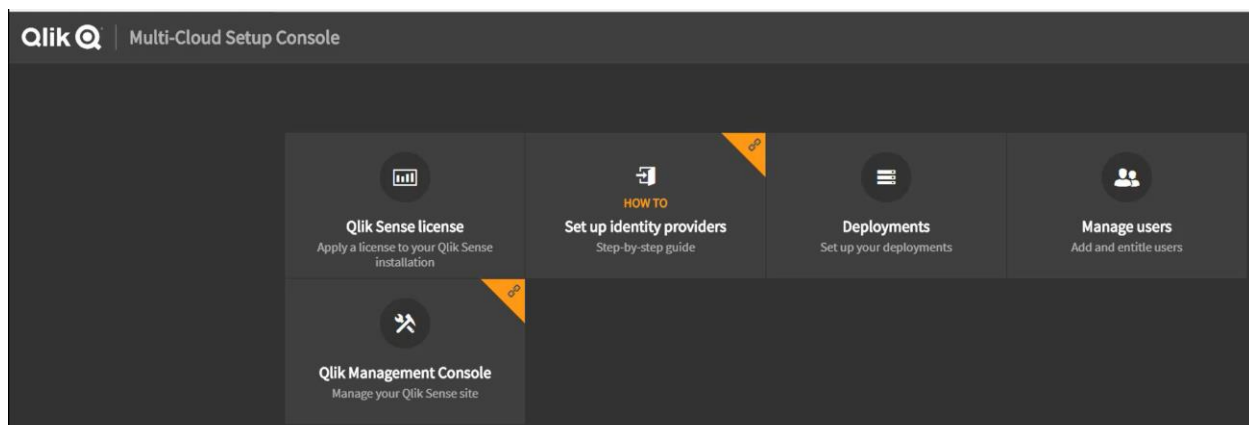 Qlik
Multi-Cloud Setup Console
Qlik Sense license
Apply a license to your Qlik Sense
installation
HOW TO
Set up identity providers
Step-by-step guide
Deployments
Set up your deployments
Manage users
Add and entitle users
Qlik Management Console
Manage your Qlik Sense site